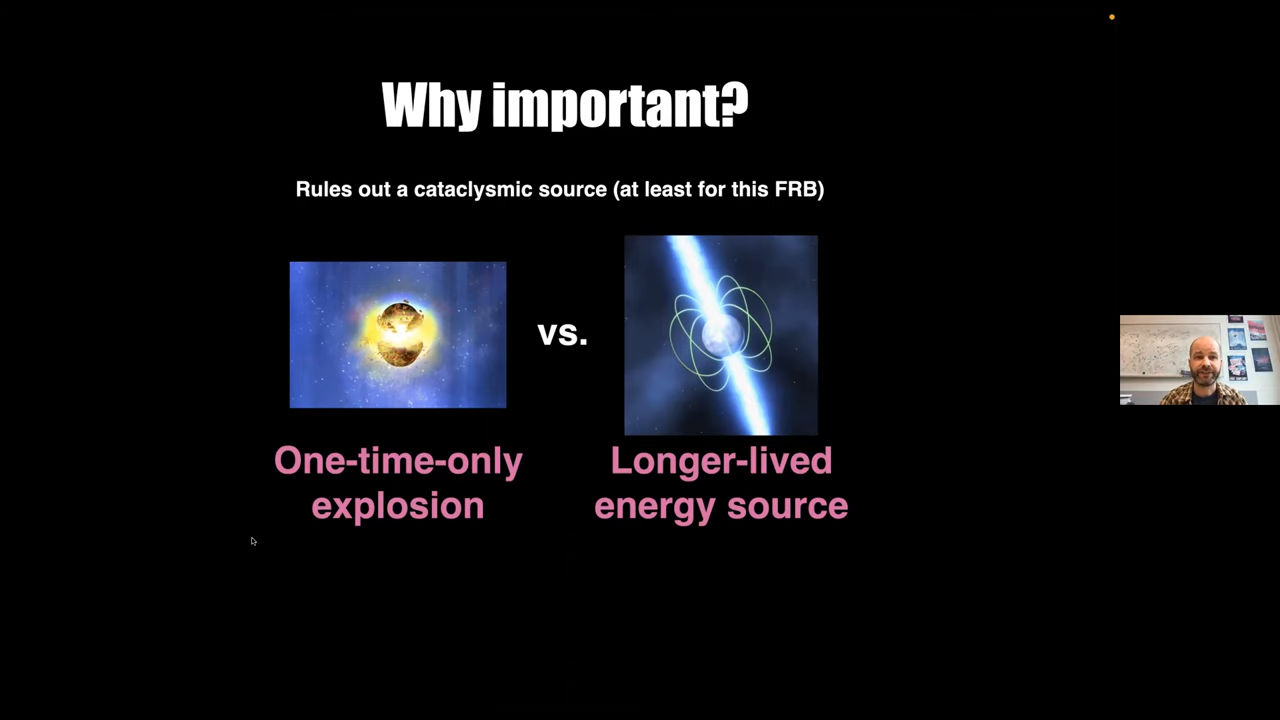 Why important?
Rules out a cataclysmic source (at least for this FRB)
vs.
One-time-only
explosion
Longer-lived
energy source